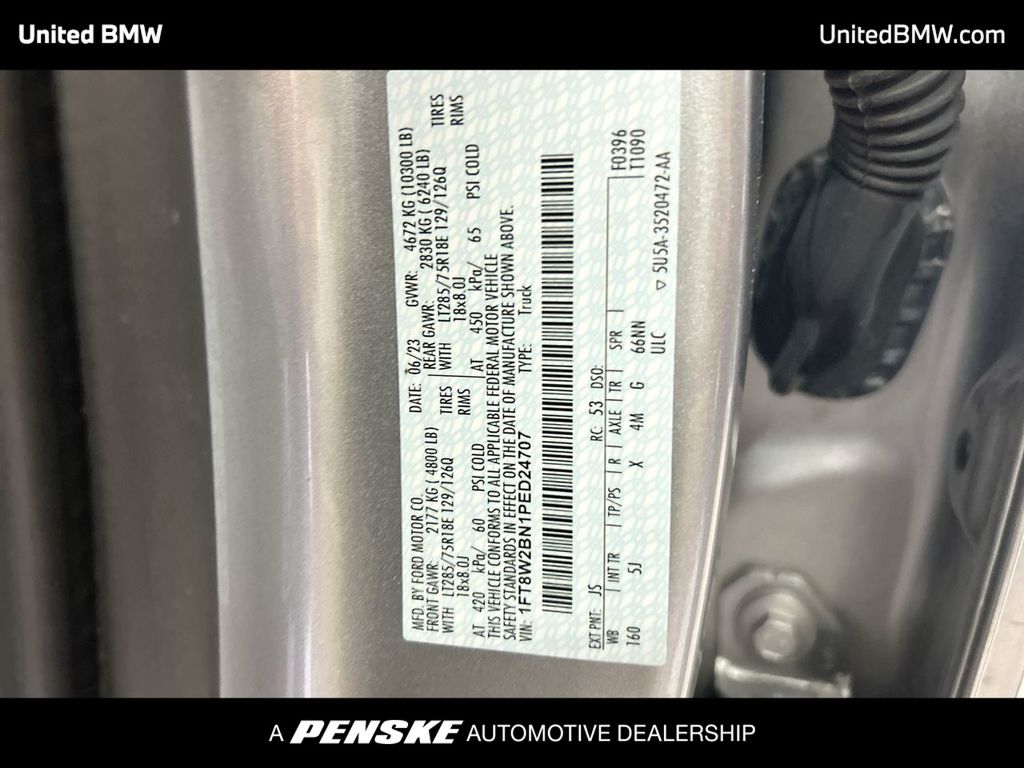 United BMW
UnitedBMW.com
MFD. BY FORD MOTOR CO.
DATE: 06/23 GVWR: 4672 KG (10300 LB)
FRONT GAWR: 2177 KG (4800 LB)
REAR GAWR: 2830 KG (6240 LB)
WITH LT285/75R18E 129/126Q TIRES
WITH LT285/75R18E 129/126Q TIRES
18x8.0J RIMS
18x8.0J RIMS
AT 420 kPa/ 60 PSI COLD
AT 450 kPa/ 65 PSI COLD
THIS VEHICLE CONFORMS TO ALL APPLICABLE FEDERAL MOTOR VEHICLE
SAFETY STANDARDS IN EFFECT ON THE DATE OF MANUFACTURE SHOWN ABOVE.
VIN: 1FT8W2BN1PED24707 TYPE: Truck
EXT PNT: JS RC: 53 DSO: F0396
WB INT TR TP/PS R AXLE TR SPR T1090
160 5J X 4M G 66NN
ULC ▽ 5U5A-3520472-AA
A PENSKE AUTOMOTIVE DEALERSHIP